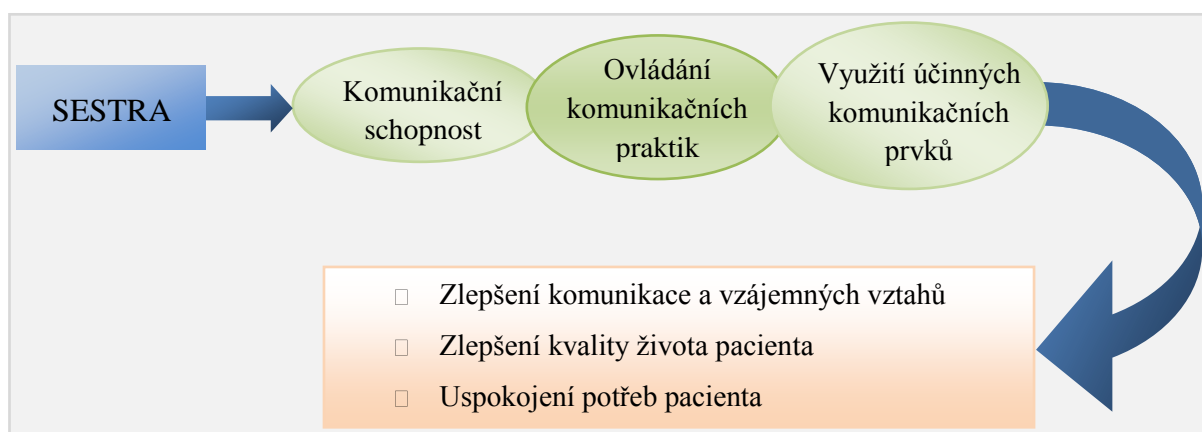 SESTRA
Komunikační
schopnost
Ovládání
komunikačních
praktik
Využití účinných
komunikačních
prvků
Zlepšení komunikace a vzájemných vztahů
Zlepšení kvality života pacienta
Uspokojení potřeb pacienta